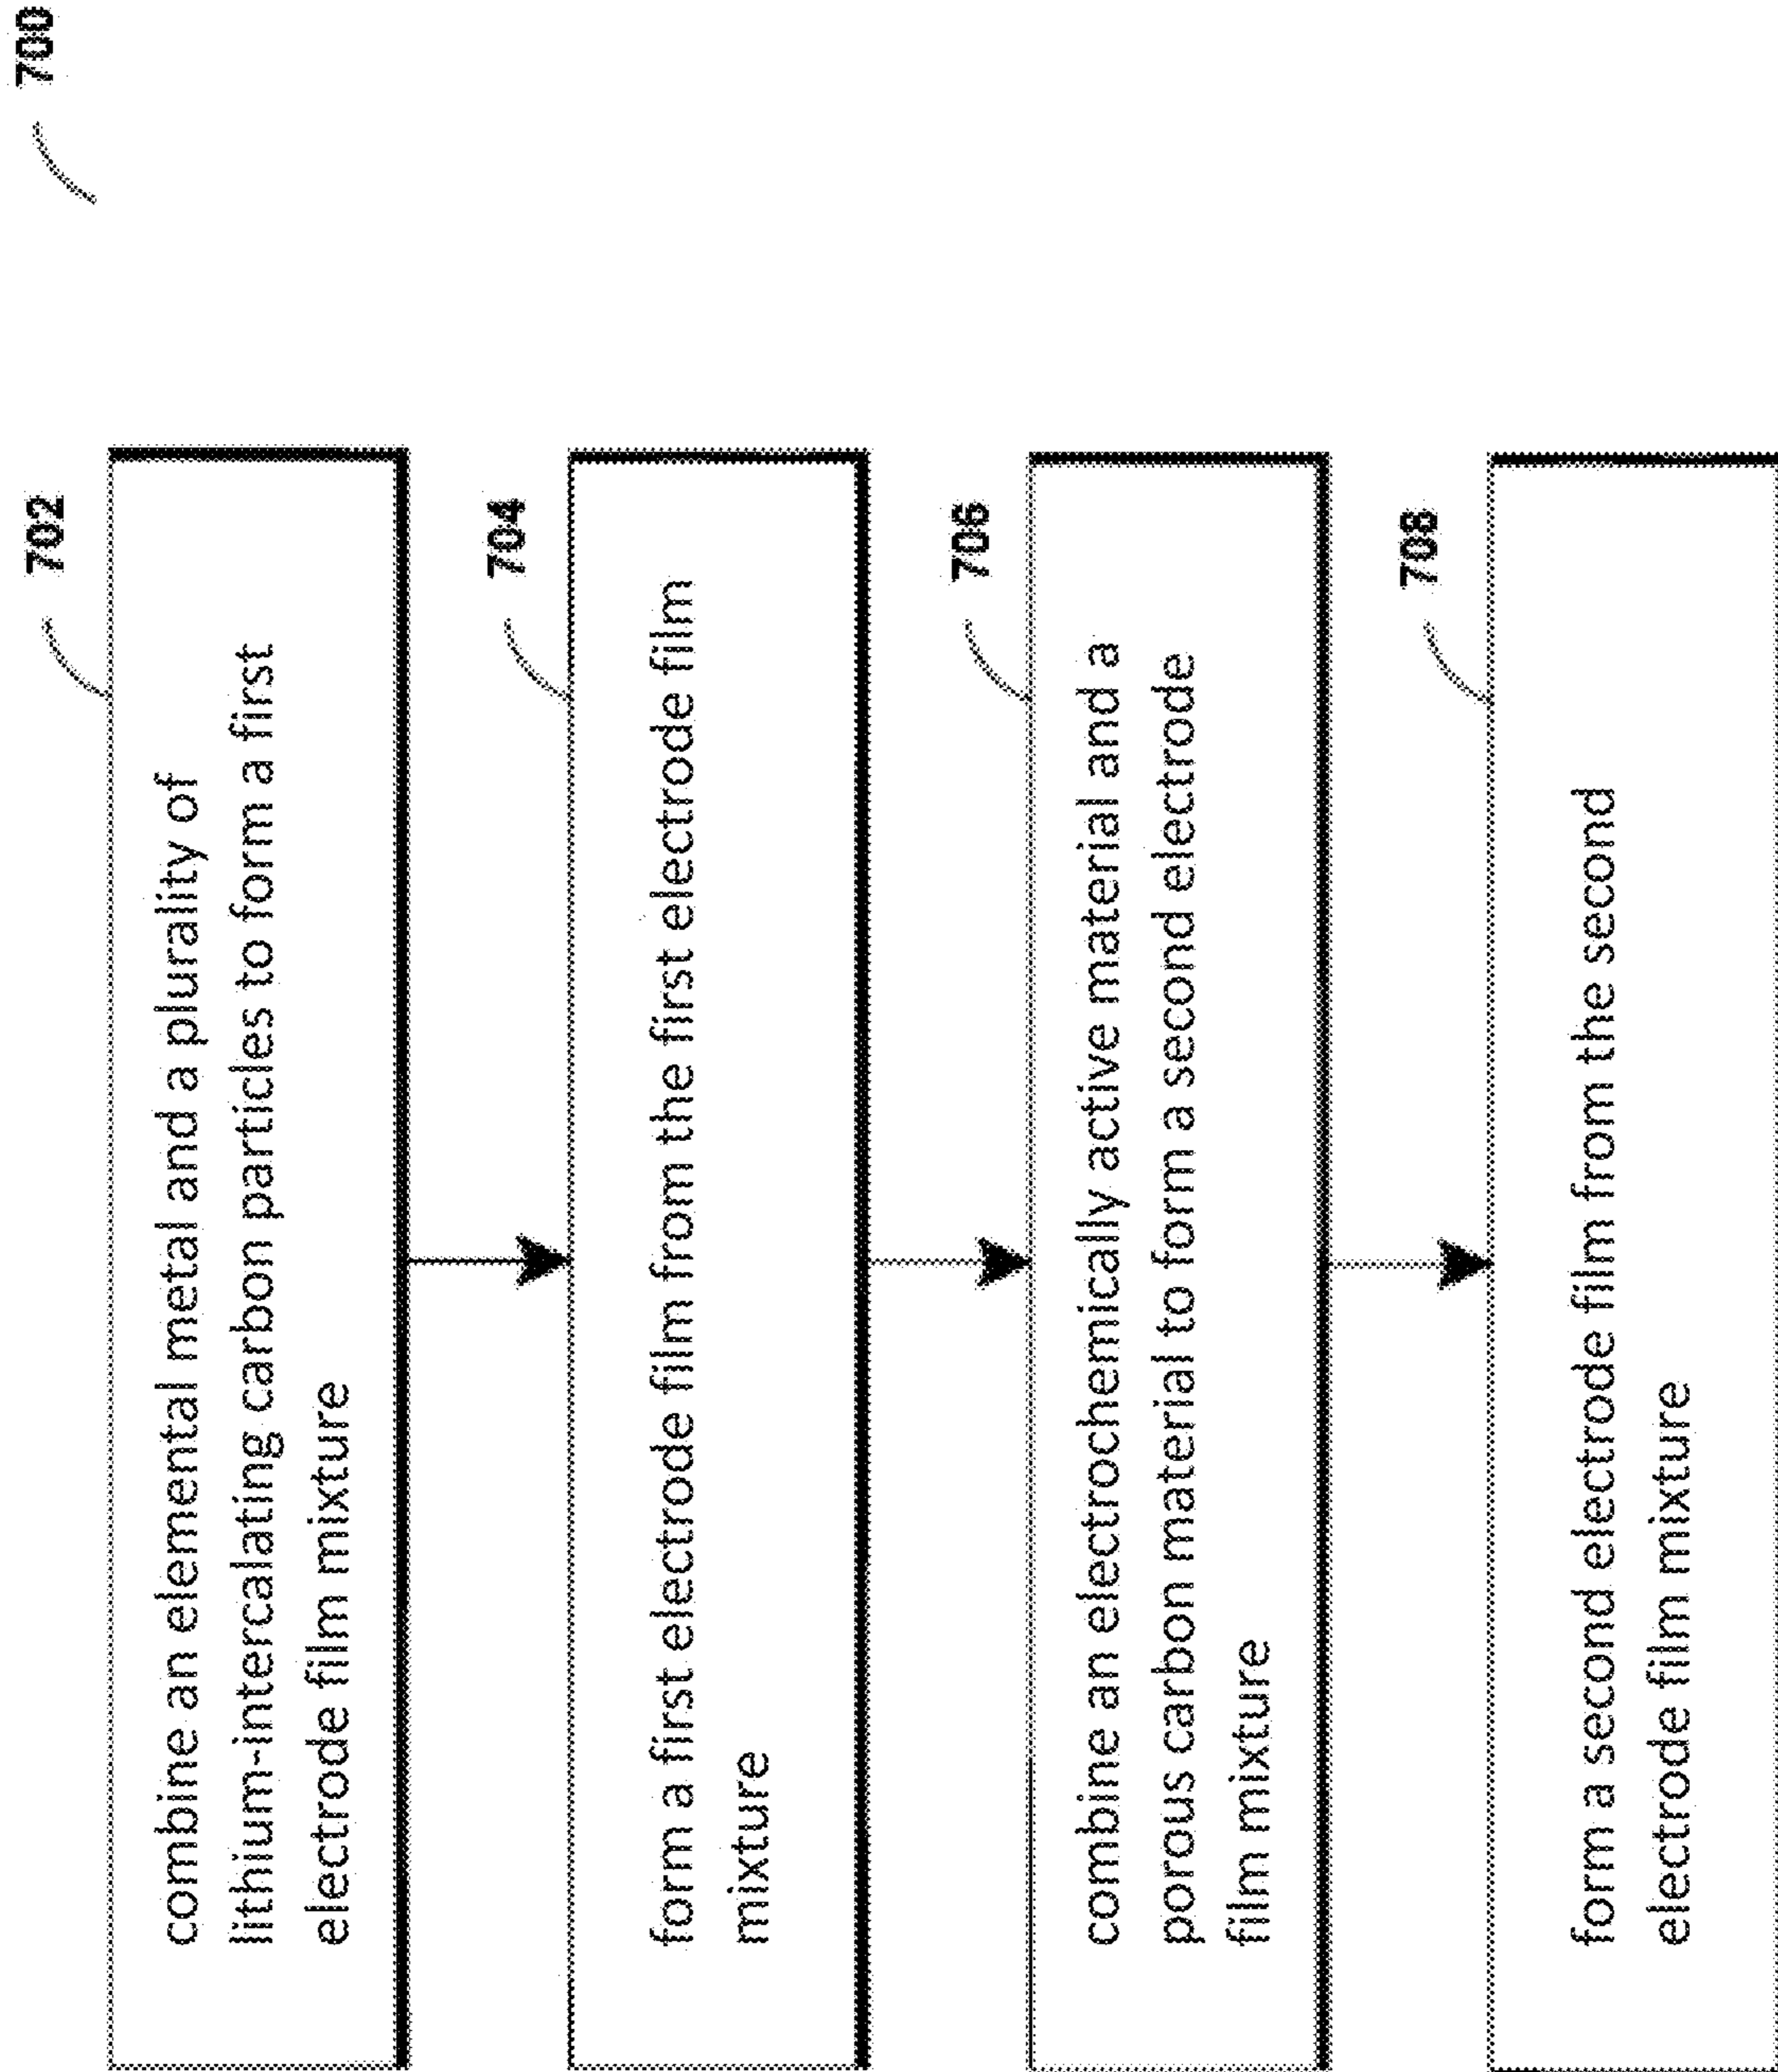 700
702
combine an elemental metal and a plurality of
lithium-intercalating carbon particles to form a first
electrode film mixture
704
form a first electrode film from the first electrode film
mixture
706
combine an electrochemically active material and a
porous carbon material to form a second electrode
film mixture
708
form a second electrode film from the second
electrode film mixture